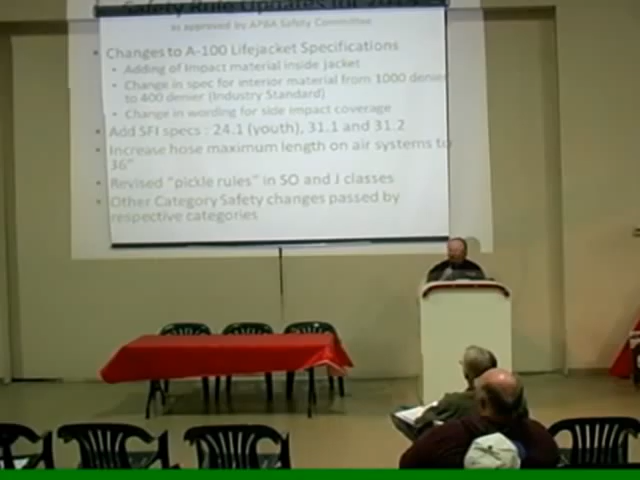 Safety Rule Updates for
as approved by APBA Safety Committee
• Changes to A-100 Lifejacket Specifications
• Adding of Impact material inside jacket
• Change in spec for interior material from 1000 denier
to 400 denier (Industry Standard)
• Change in wording for side impact coverage
• Add SFI specs : 24.1 (youth), 31.1 and 31.2
• Increase hose maximum length on air systems to
36"
• Revised "pickle rules" in SO and J classes
• Other Category Safety changes passed by
respective categories